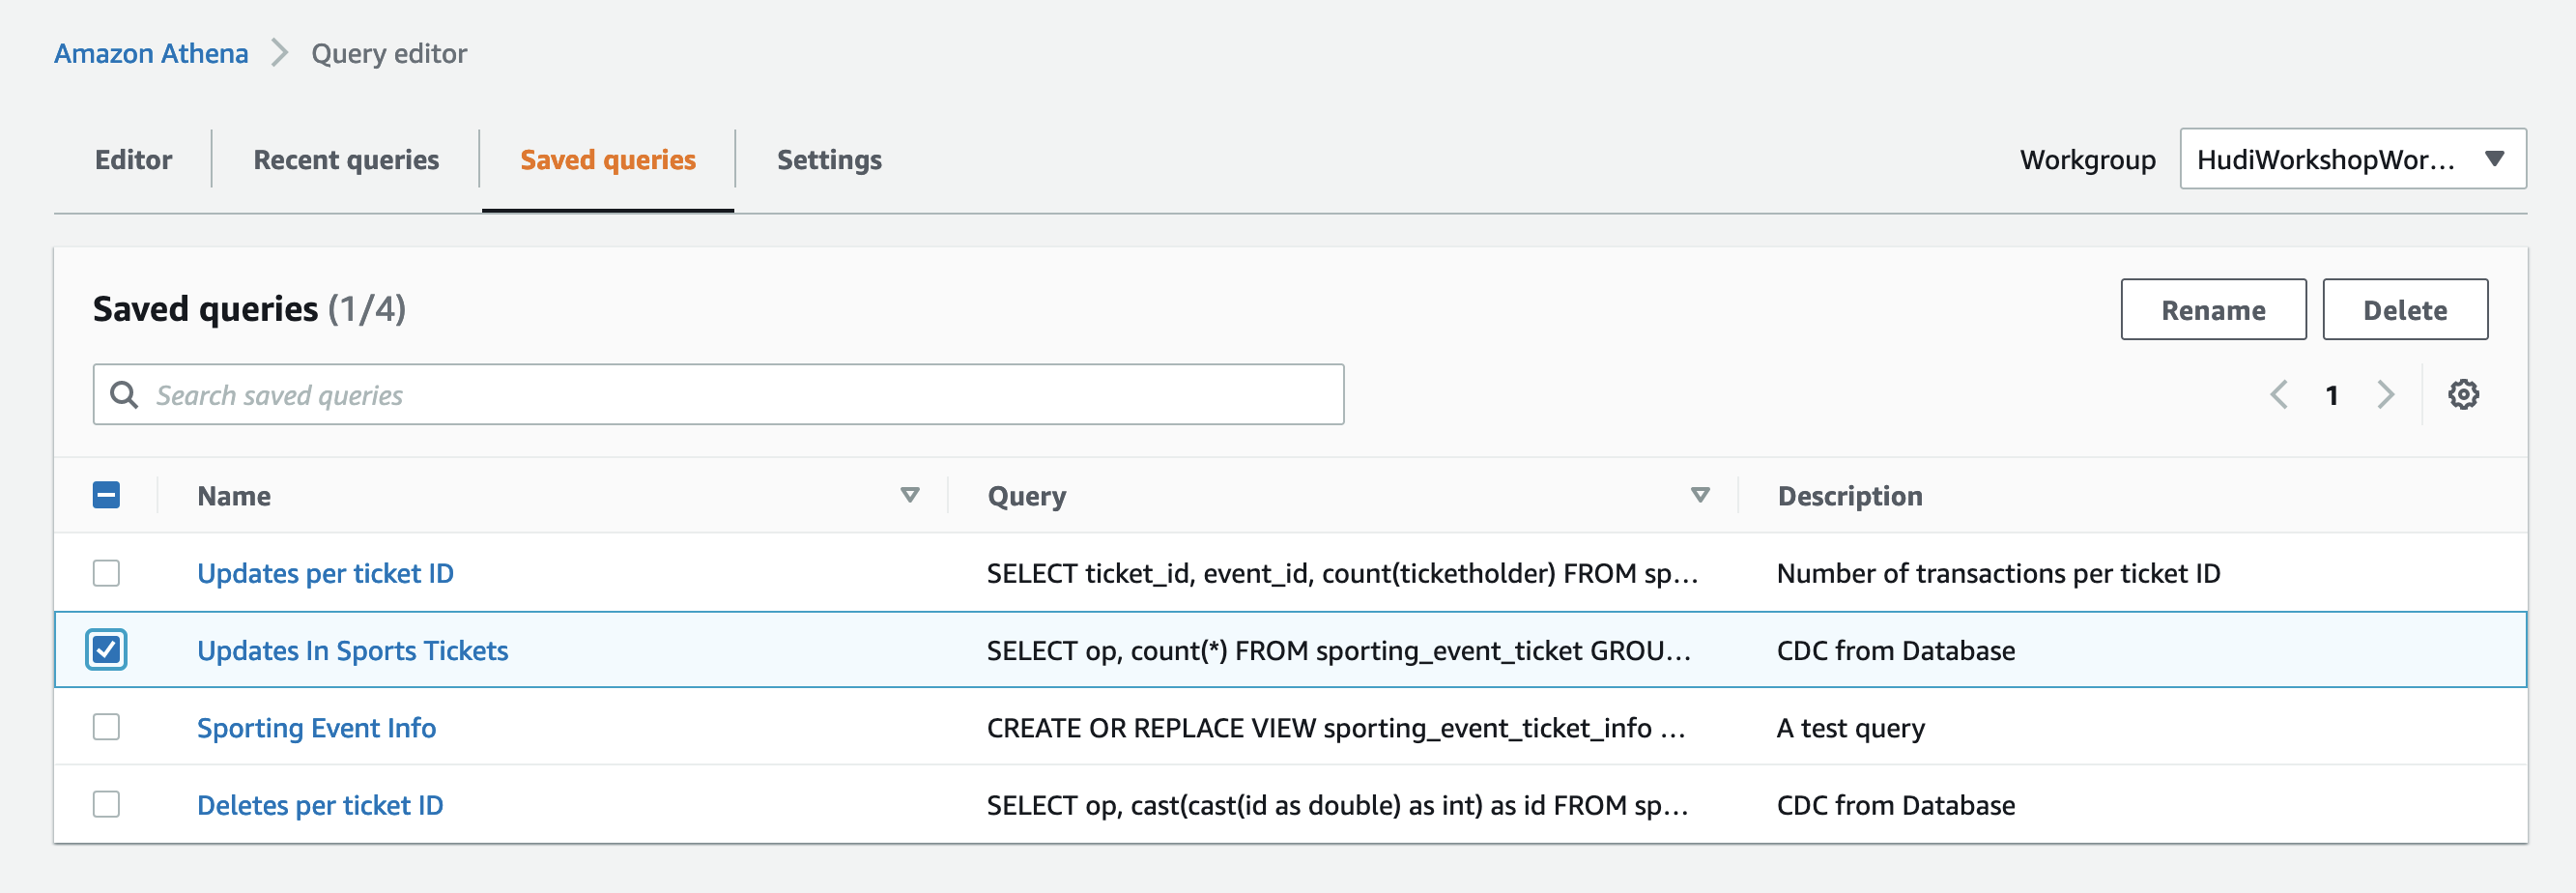 Amazon Athena > Query editor
Editor Recent queries Saved queries Settings Workgroup HudiWorkshopWor...
Saved queries (1/4) Rename Delete
Search saved queries 1
Name Query Description
Updates per ticket ID SELECT ticket_id, event_id, count(ticketholder) FROM sp... Number of transactions per ticket ID
Updates In Sports Tickets SELECT op, count(*) FROM sporting_event_ticket GROU... CDC from Database
Sporting Event Info CREATE OR REPLACE VIEW sporting_event_ticket_info ... A test query
Deletes per ticket ID SELECT op, cast(cast(id as double) as int) as id FROM sp... CDC from Database